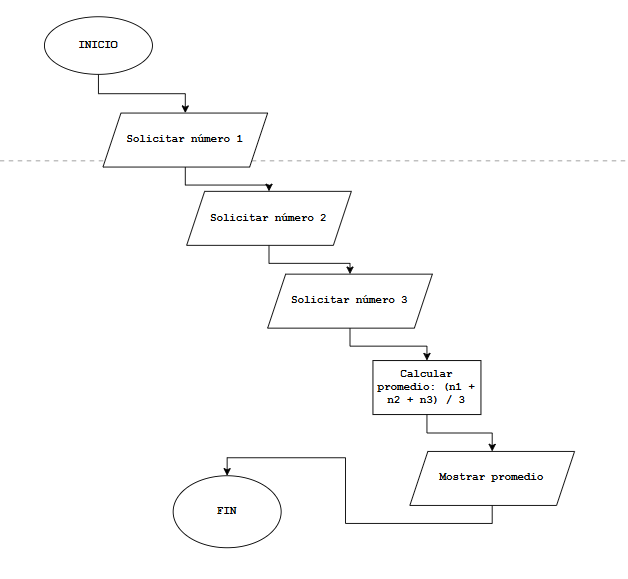 INICIO
Solicitar número 1
Solicitar número 2
Solicitar número 3
Calcular
promedio: (n1 +
n2 + n3) / 3
Mostrar promedio
FIN